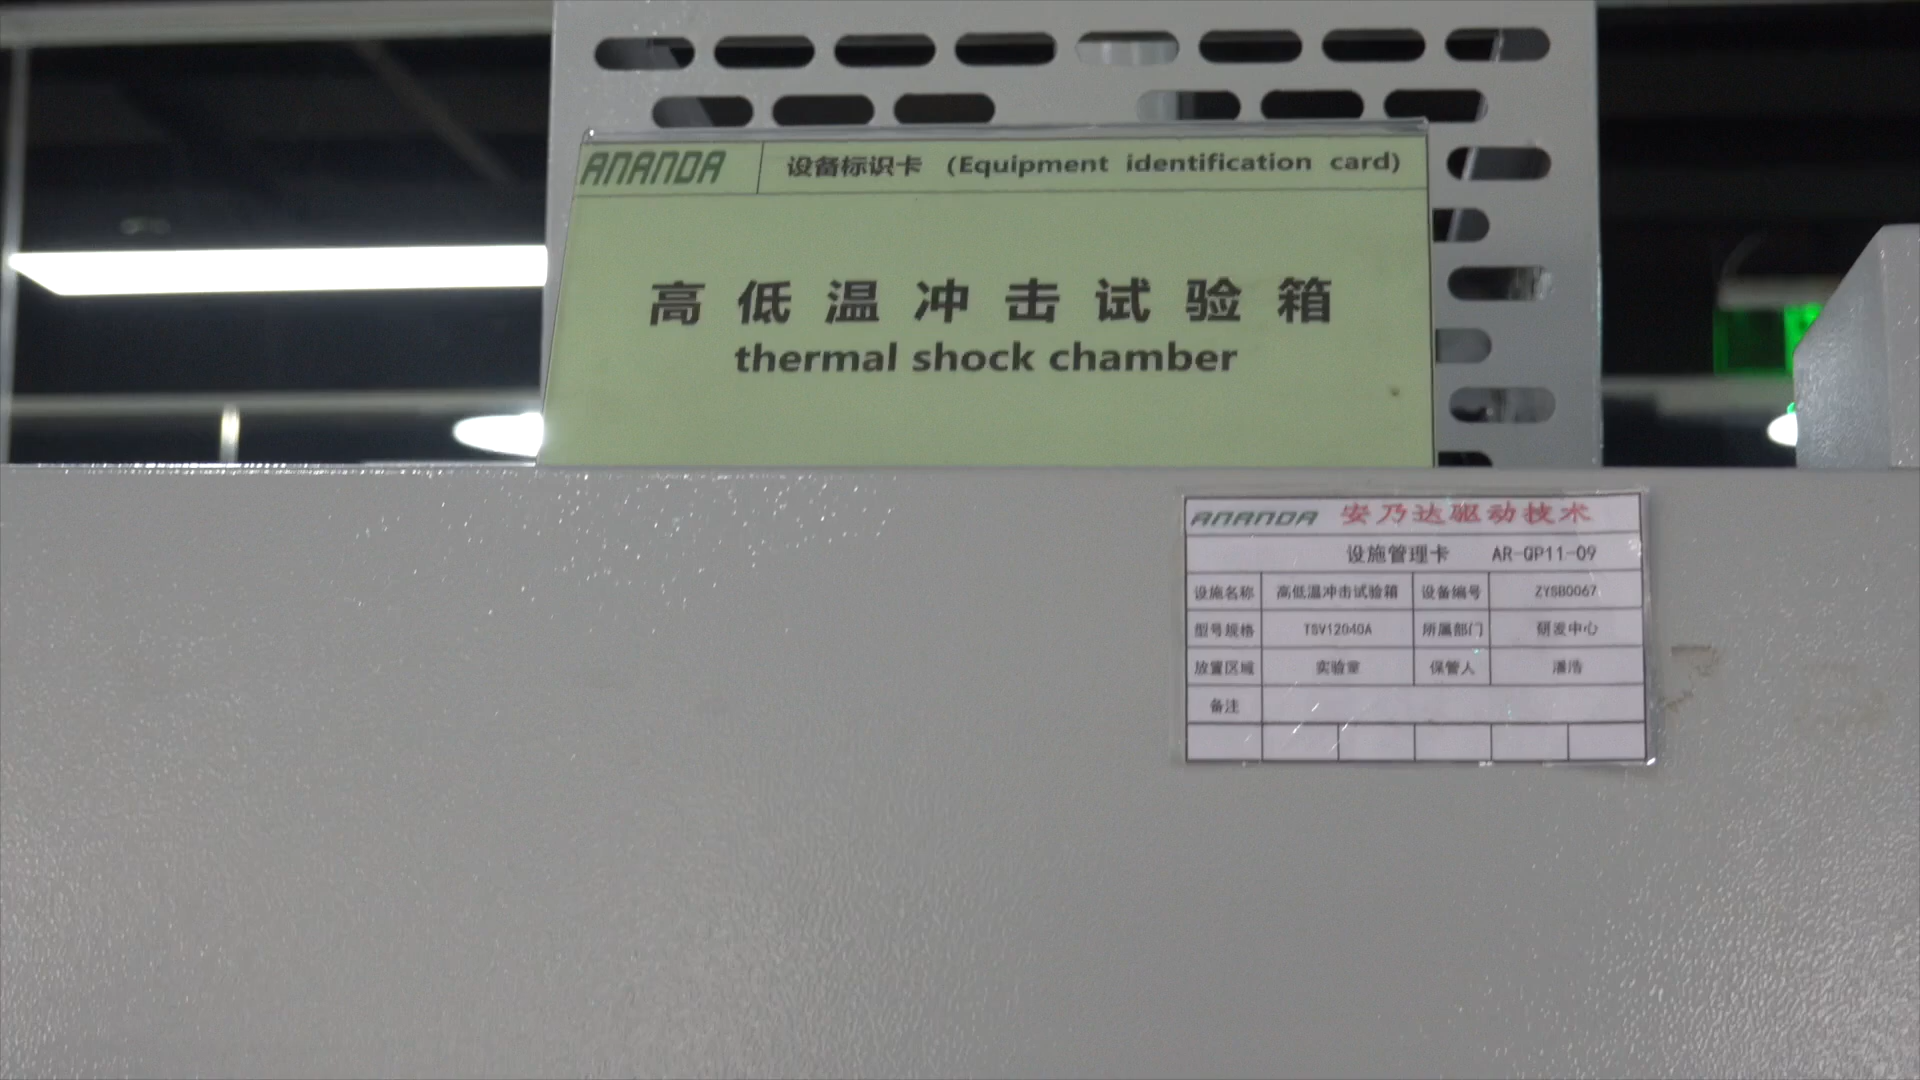 ANANDA 设备标识卡 (Equipment identification card)
高低温冲击试验箱
thermal shock chamber
ANANDA 安乃达驱动技术
设施管理卡 AR-QP11-09
设施名称 高低温冲击试验箱 设备编号 ZYSB0067
型号规格 TSV12040A 所属部门 研发中心
放置区域 实验室 保管人 潘浩
备注